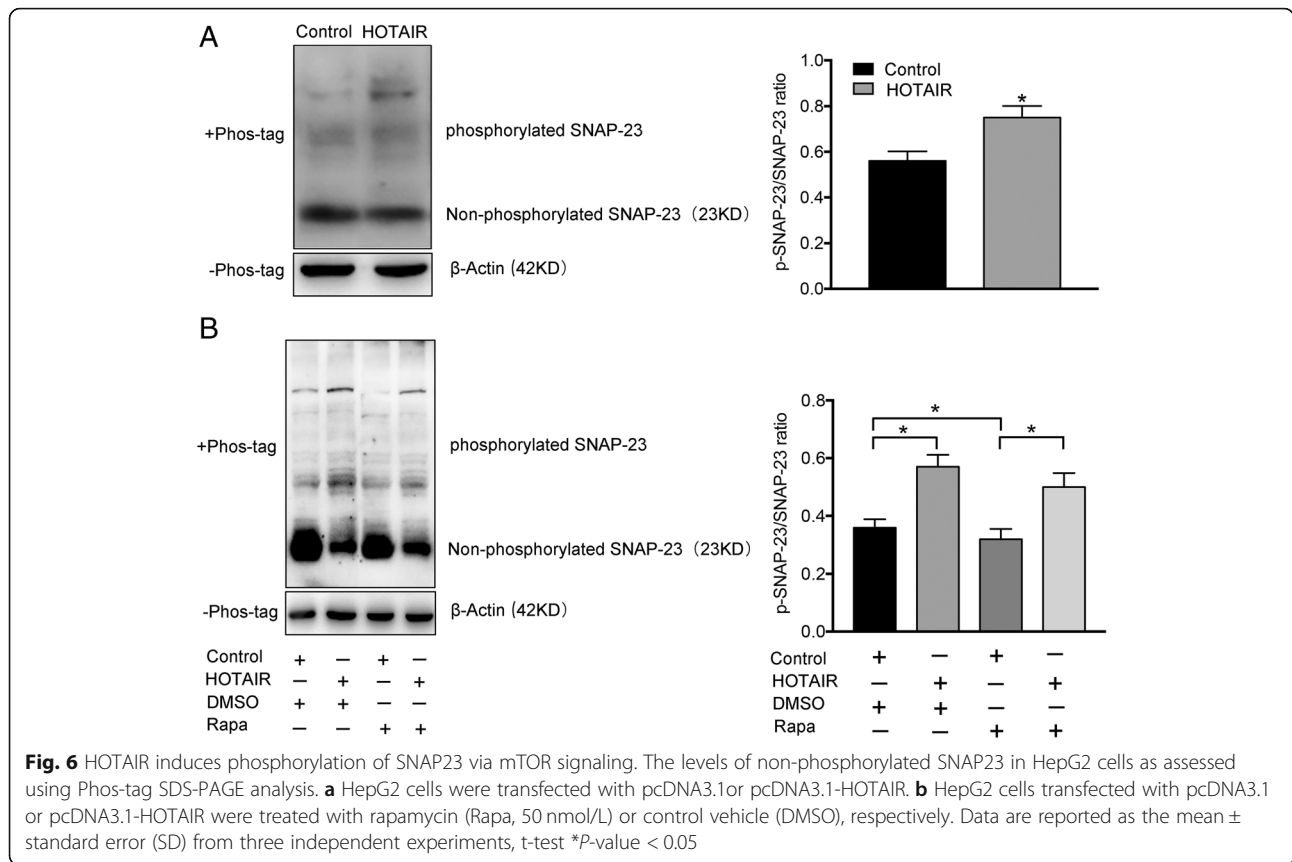 A
Control HOTAIR
+Phos-tag
phosphorylated SNAP-23
Non-phosphorylated SNAP-23（23KD）
-Phos-tag
β-Actin (42KD）
p-SNAP-23/SNAP-23 ratio
1.0
0.8
0.6
0.4
0.2
0.0
Control
HOTAIR
*
B
+Phos-tag
phosphorylated SNAP-23
Non-phosphorylated SNAP-23（23KD）
-Phos-tag
β-Actin (42KD）
Control + — + —
HOTAIR — + — +
DMSO + + — —
Rapa — — + +
p-SNAP-23/SNAP-23 ratio
0.8
0.6
0.4
0.2
0.0
*
* *
Control + — + —
HOTAIR — + — +
DMSO + + — —
Rapa — — + +
Fig. 6 HOTAIR induces phosphorylation of SNAP23 via mTOR signaling. The levels of non-phosphorylated SNAP23 in HepG2 cells as assessed
using Phos-tag SDS-PAGE analysis. a HepG2 cells were transfected with pcDNA3.1or pcDNA3.1-HOTAIR. b HepG2 cells transfected with pcDNA3.1
or pcDNA3.1-HOTAIR were treated with rapamycin (Rapa, 50 nmol/L) or control vehicle (DMSO), respectively. Data are reported as the mean ±
standard error (SD) from three independent experiments, t-test *P-value < 0.05